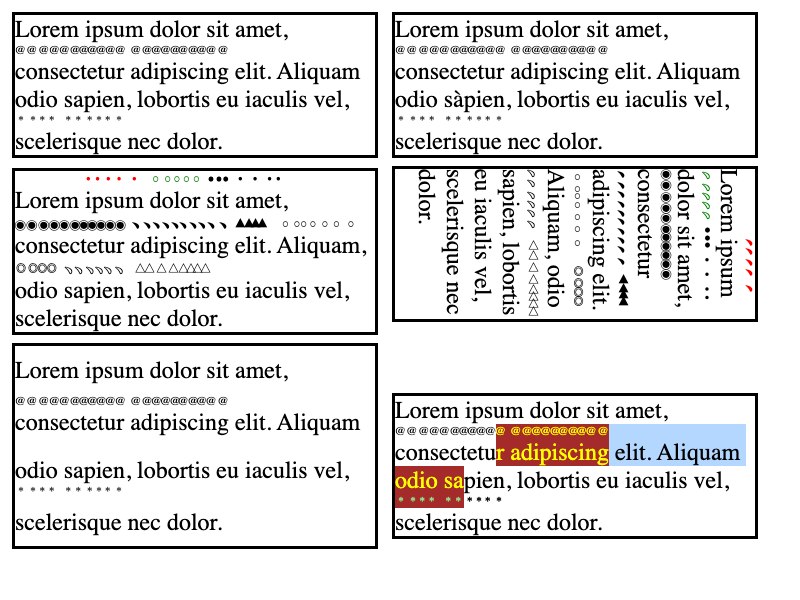 Lorem ipsum dolor sit amet,
consectetur adipiscing elit. Aliquam
odio sapien, lobortis eu iaculis vel,
scelerisque nec dolor.
Lorem ipsum dolor sit amet,
consectetur adipiscing elit. Aliquam
odio sàpien, lobortis eu iaculis vel,
scelerisque nec dolor.
Lorem ipsum dolor sit amet,
consectetur adipiscing elit. Aliquam,
odio sapien, lobortis eu iaculis vel,
scelerisque nec dolor.
Lorem ipsum
dolor sit amet,
consectetur
adipiscing elit.
Aliquam, odio
sapien, lobortis
eu iaculis vel,
scelerisque nec
dolor.
Lorem ipsum dolor sit amet,
consectetur adipiscing elit. Aliquam
odio sapien, lobortis eu iaculis vel,
scelerisque nec dolor.
Lorem ipsum dolor sit amet,
consectetur adipiscing elit. Aliquam
odio sapien, lobortis eu iaculis vel,
scelerisque nec dolor.